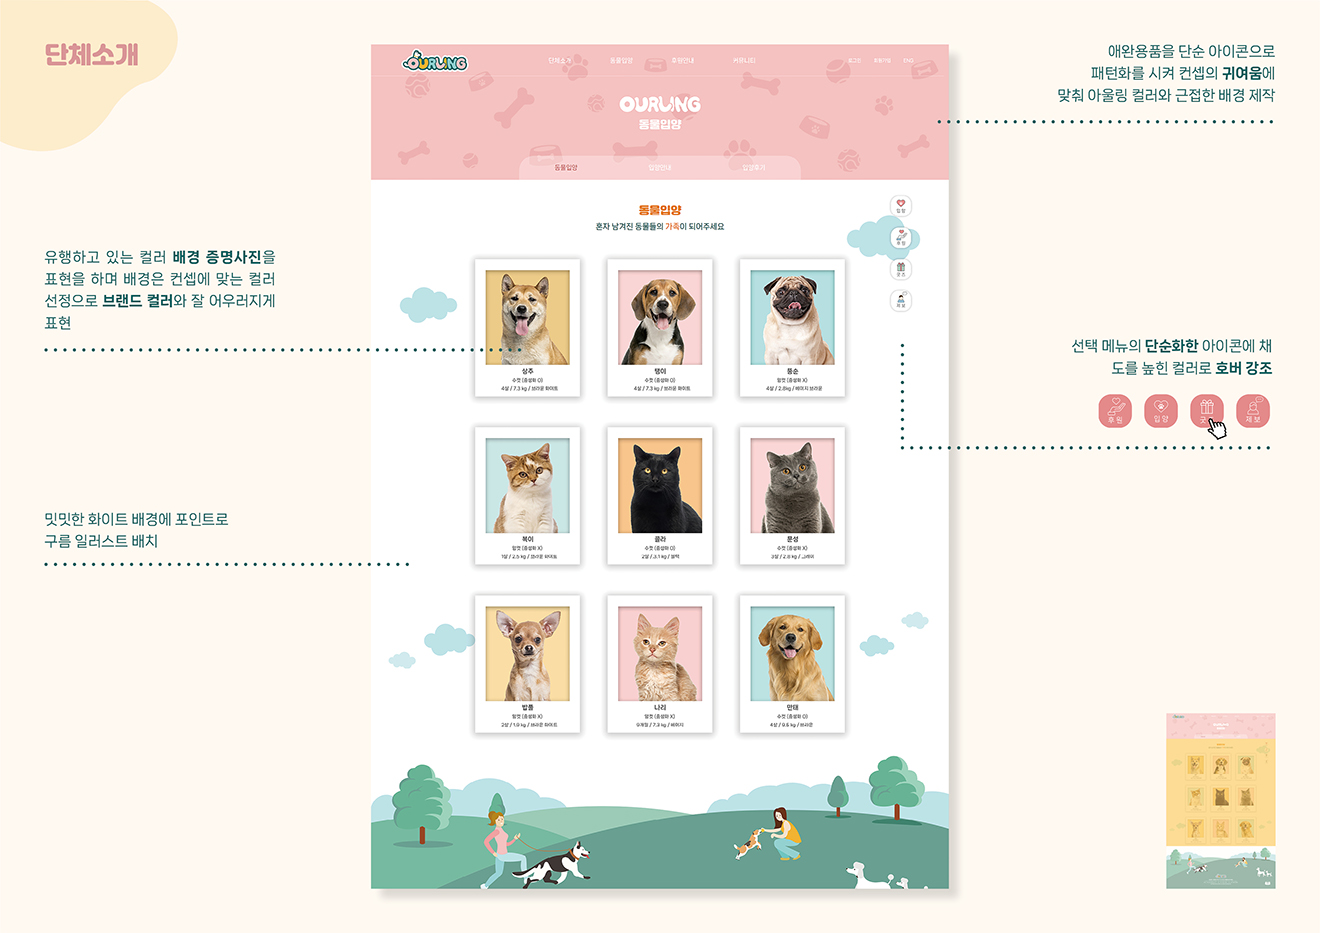 단체소개
애완용품을 단순 아이콘으로
패턴화를 시켜 컨셉의 귀여움에
맞춰 아울링 컬러와 근접한 배경 제작
OURLING
단체소개 동물입양 후원안내 커뮤니티
로그인 회원가입 ENG
OURLING
동물입양
동물입양 입양안내 입양후기
동물입양
혼자 남겨진 동물들의 가족이 되어주세요
입양
후원
굿즈
제보
유행하고 있는 컬러 배경 증명사진을
표현을 하며 배경은 컨셉에 맞는 컬러
선정으로 브랜드 컬러와 잘 어우러지게
표현
상추
수컷 (중성화 O)
4살 / 7.3 kg / 브라운 화이트
탱이
수컷 (중성화 O)
4살 / 7.3 kg / 브라운 화이트
뭉순
암컷 (중성화 X)
4살 / 2.8kg / 베이지 브라운
선택 메뉴의 단순화한 아이콘에 채
도를 높힌 컬러로 호버 강조
후원 입양 제보
밋밋한 화이트 배경에 포인트로
구름 일러스트 배치
복이
암컷 (중성화 X)
1살 / 2.5 kg / 브라운 화이트
콜라
수컷 (중성화 O)
2살 / 3.1 kg / 블랙
문성
수컷 (중성화 X)
3살 / 2.8 kg / 그레이
밥풀
암컷 (중성화 X)
2살 / 1.9 kg / 브라운 화이트
나리
암컷 (중성화 X)
9개월 / 7.3 kg / 베이지
만태
수컷 (중성화 O)
4살 / 9.6 kg / 브라운